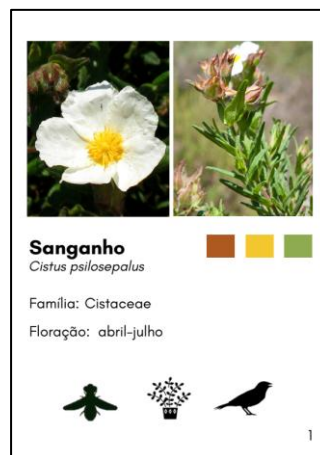 Sanganho
Cistus psilosepalus
Família: Cistaceae
Floração: abril-julho
1